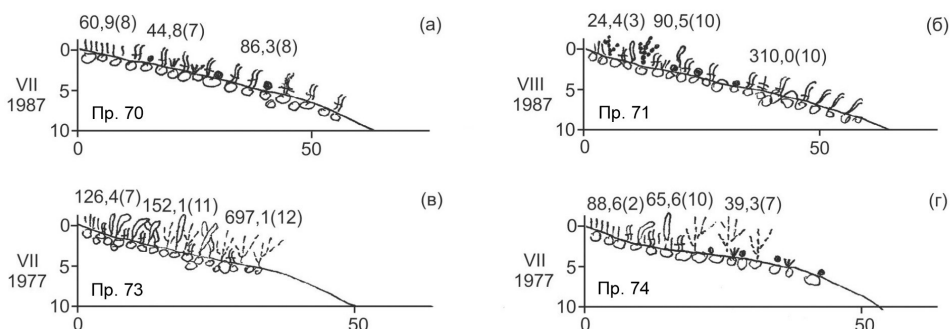 (а)
60,9(8) 44,8(7) 86,3(8)
0
VII
1987
5
Пр. 70
10
0 50
(б)
24,4(3) 90,5(10)
310,0(10)
0
VIII
1987
5
Пр. 71
10
0 50
(в)
126,4(7) 152,1(11) 697,1(12)
0
VII
1977
5
Пр. 73
10
0 50
(г)
88,6(2) 65,6(10) 39,3(7)
0
VII
1977
5
Пр. 74
10
0 50